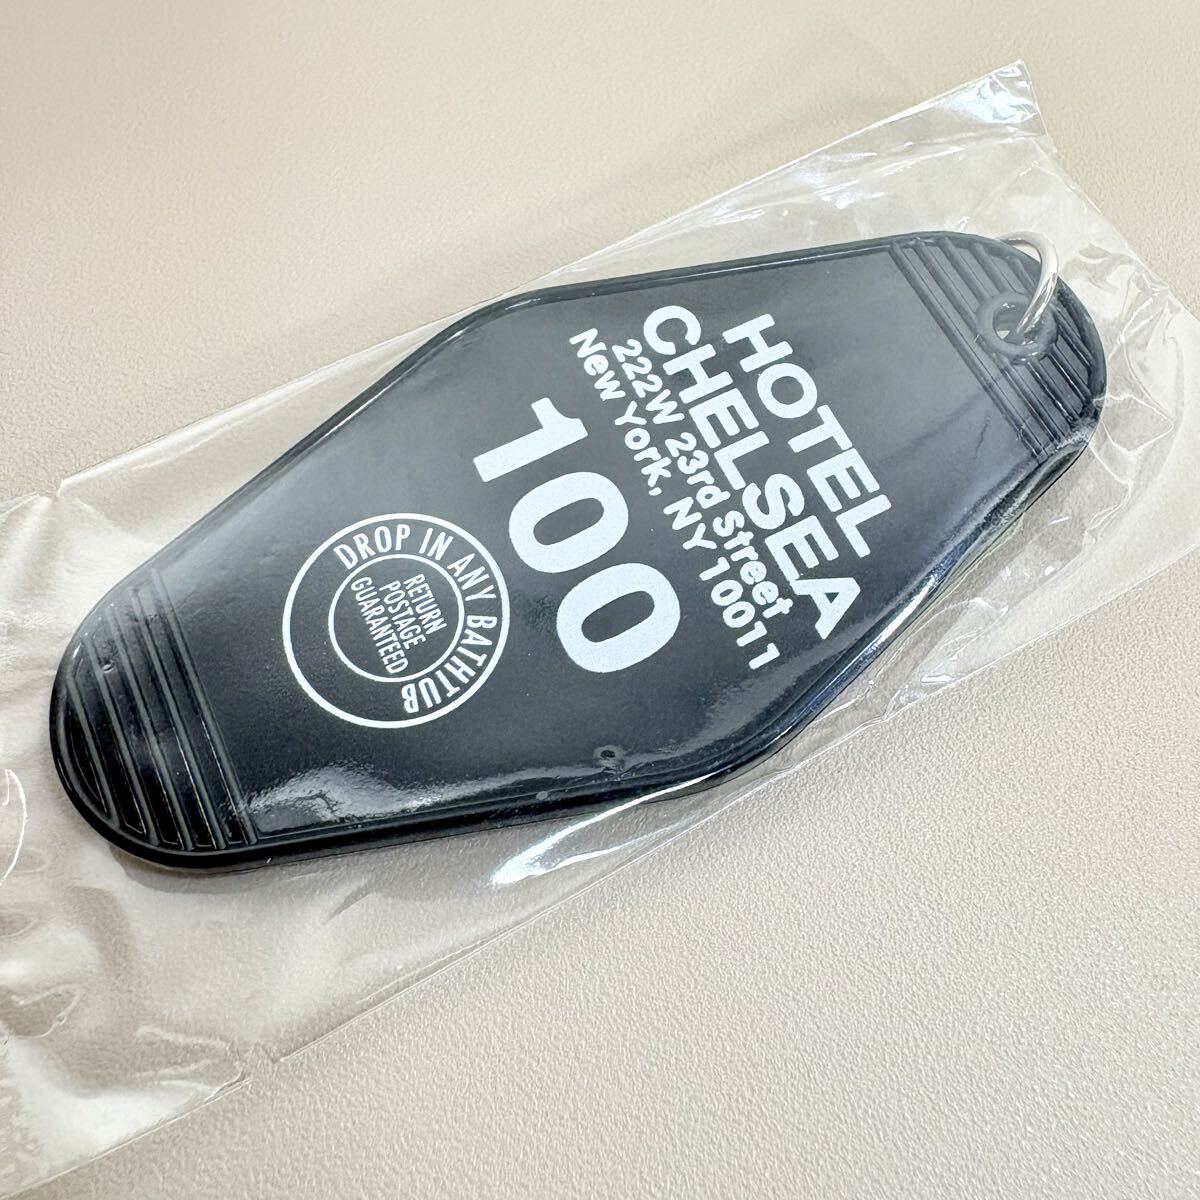 HOTEL
CHELSEA
222W 23rd Street
New York, NY 10011
100
DROP IN ANY BATHTUB
RETURN
POSTAGE
GUARANTEED